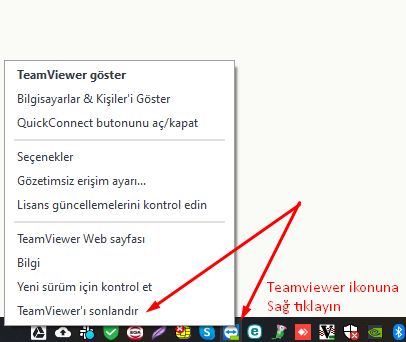 TeamViewer göster
Bilgisayarlar & Kişiler'i Göster
QuickConnect butonunu aç/kapat
Seçenekler
Gözetimsiz erişim ayarı...
Lisans güncellemelerini kontrol edin
TeamViewer Web sayfası
Bilgi
Yeni sürüm için kontrol et
TeamViewer'ı sonlandır
Teamviewer ikonuna
Sağ tıklayın